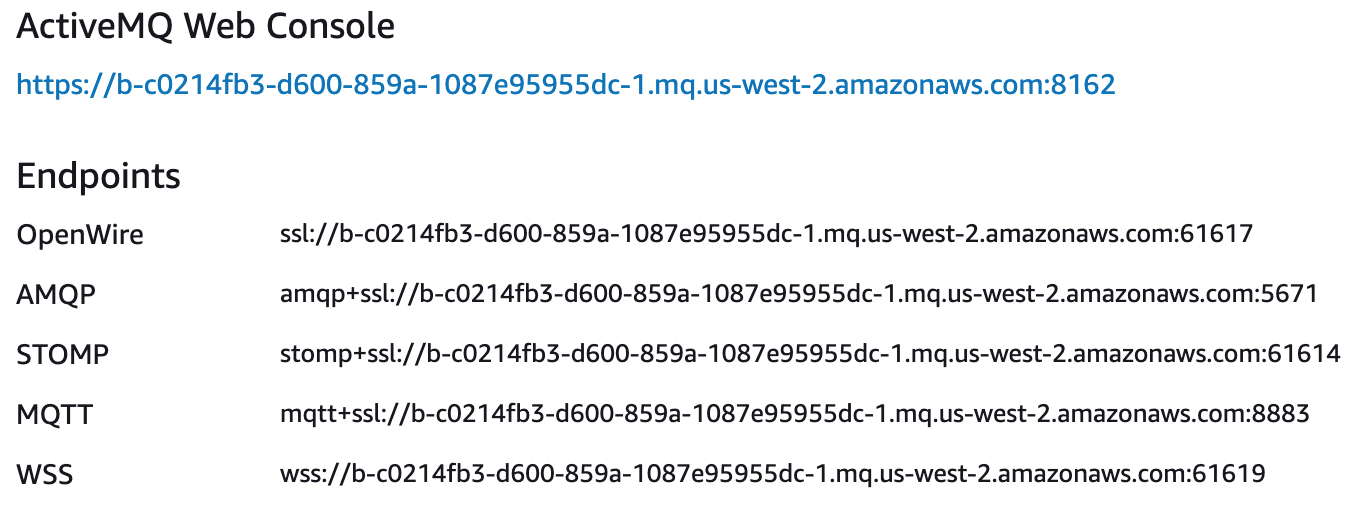 ActiveMQ Web Console
https://b-c0214fb3-d600-859a-1087e95955dc-1.mq.us-west-2.amazonaws.com:8162
Endpoints
OpenWire ssl://b-c0214fb3-d600-859a-1087e95955dc-1.mq.us-west-2.amazonaws.com:61617
AMQP amqp+ssl://b-c0214fb3-d600-859a-1087e95955dc-1.mq.us-west-2.amazonaws.com:5671
STOMP stomp+ssl://b-c0214fb3-d600-859a-1087e95955dc-1.mq.us-west-2.amazonaws.com:61614
MQTT mqtt+ssl://b-c0214fb3-d600-859a-1087e95955dc-1.mq.us-west-2.amazonaws.com:8883
WSS wss://b-c0214fb3-d600-859a-1087e95955dc-1.mq.us-west-2.amazonaws.com:61619